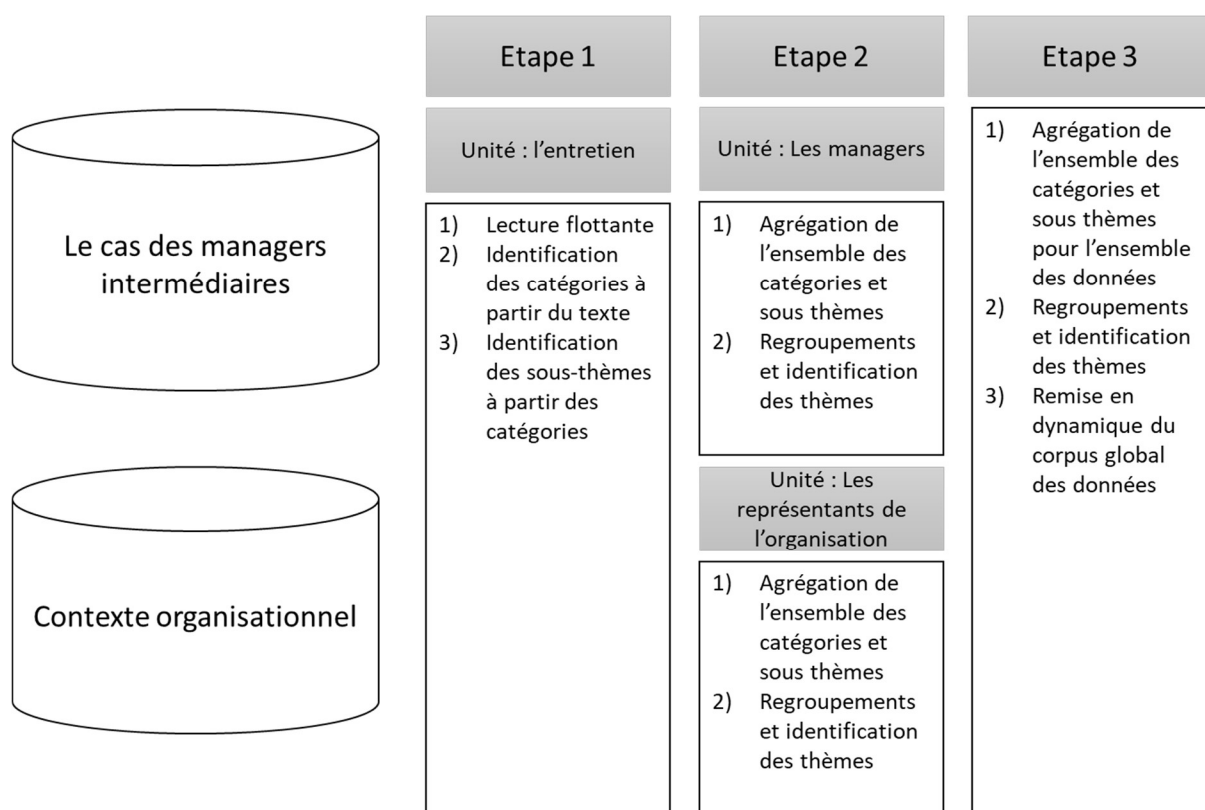 Le cas des managers
intermédiaires
Contexte organisationnel
Etape 1
Unité : l'entretien
1) Lecture flottante
2) Identification
des catégories à
partir du texte
3) Identification
des sous-thèmes
à partir des
catégories
Etape 2
Unité : Les managers
1) Agrégation de
l'ensemble des
catégories et
sous thèmes
2) Regroupements
et identification
des thèmes
Unité : Les
représentants de
l'organisation
1) Agrégation de
l'ensemble des
catégories et
sous thèmes
2) Regroupements
et identification
des thèmes
Etape 3
1) Agrégation de
l'ensemble des
catégories et
sous thèmes
pour l'ensemble
des données
2) Regroupements
et identification
des thèmes
3) Remise en
dynamique du
corpus global
des données